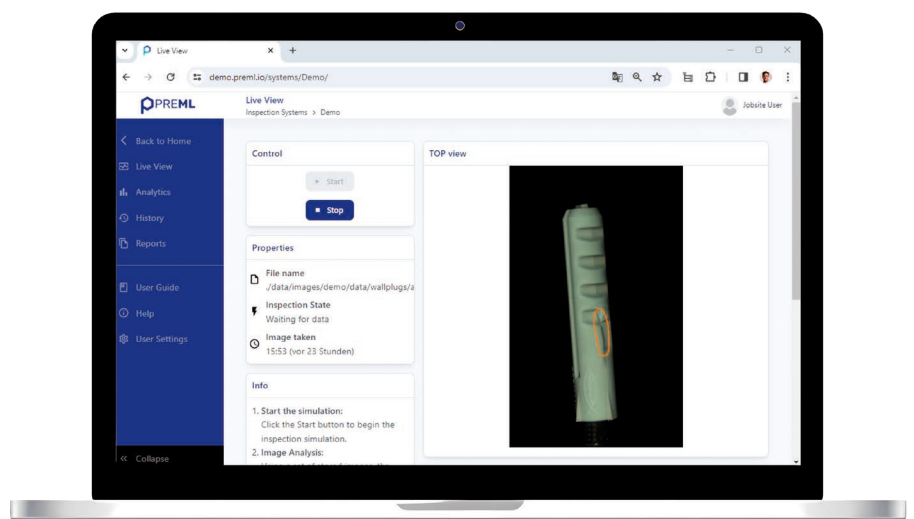 Live View
demo.preml.io/systems/Demo/
PREML
Live View
Inspection Systems > Demo
Jobsite User
Back to Home
Live View
Analytics
History
Reports
User Guide
Help
User Settings
Collapse
Control
Start
Stop
Properties
File name
./data/images/demo/data/wallplugs/a
Inspection State
Waiting for data
Image taken
15:53 (vor 23 Stunden)
Info
1. Start the simulation:
Click the Start button to begin the
inspection simulation.
2. Image Analysis:
TOP view